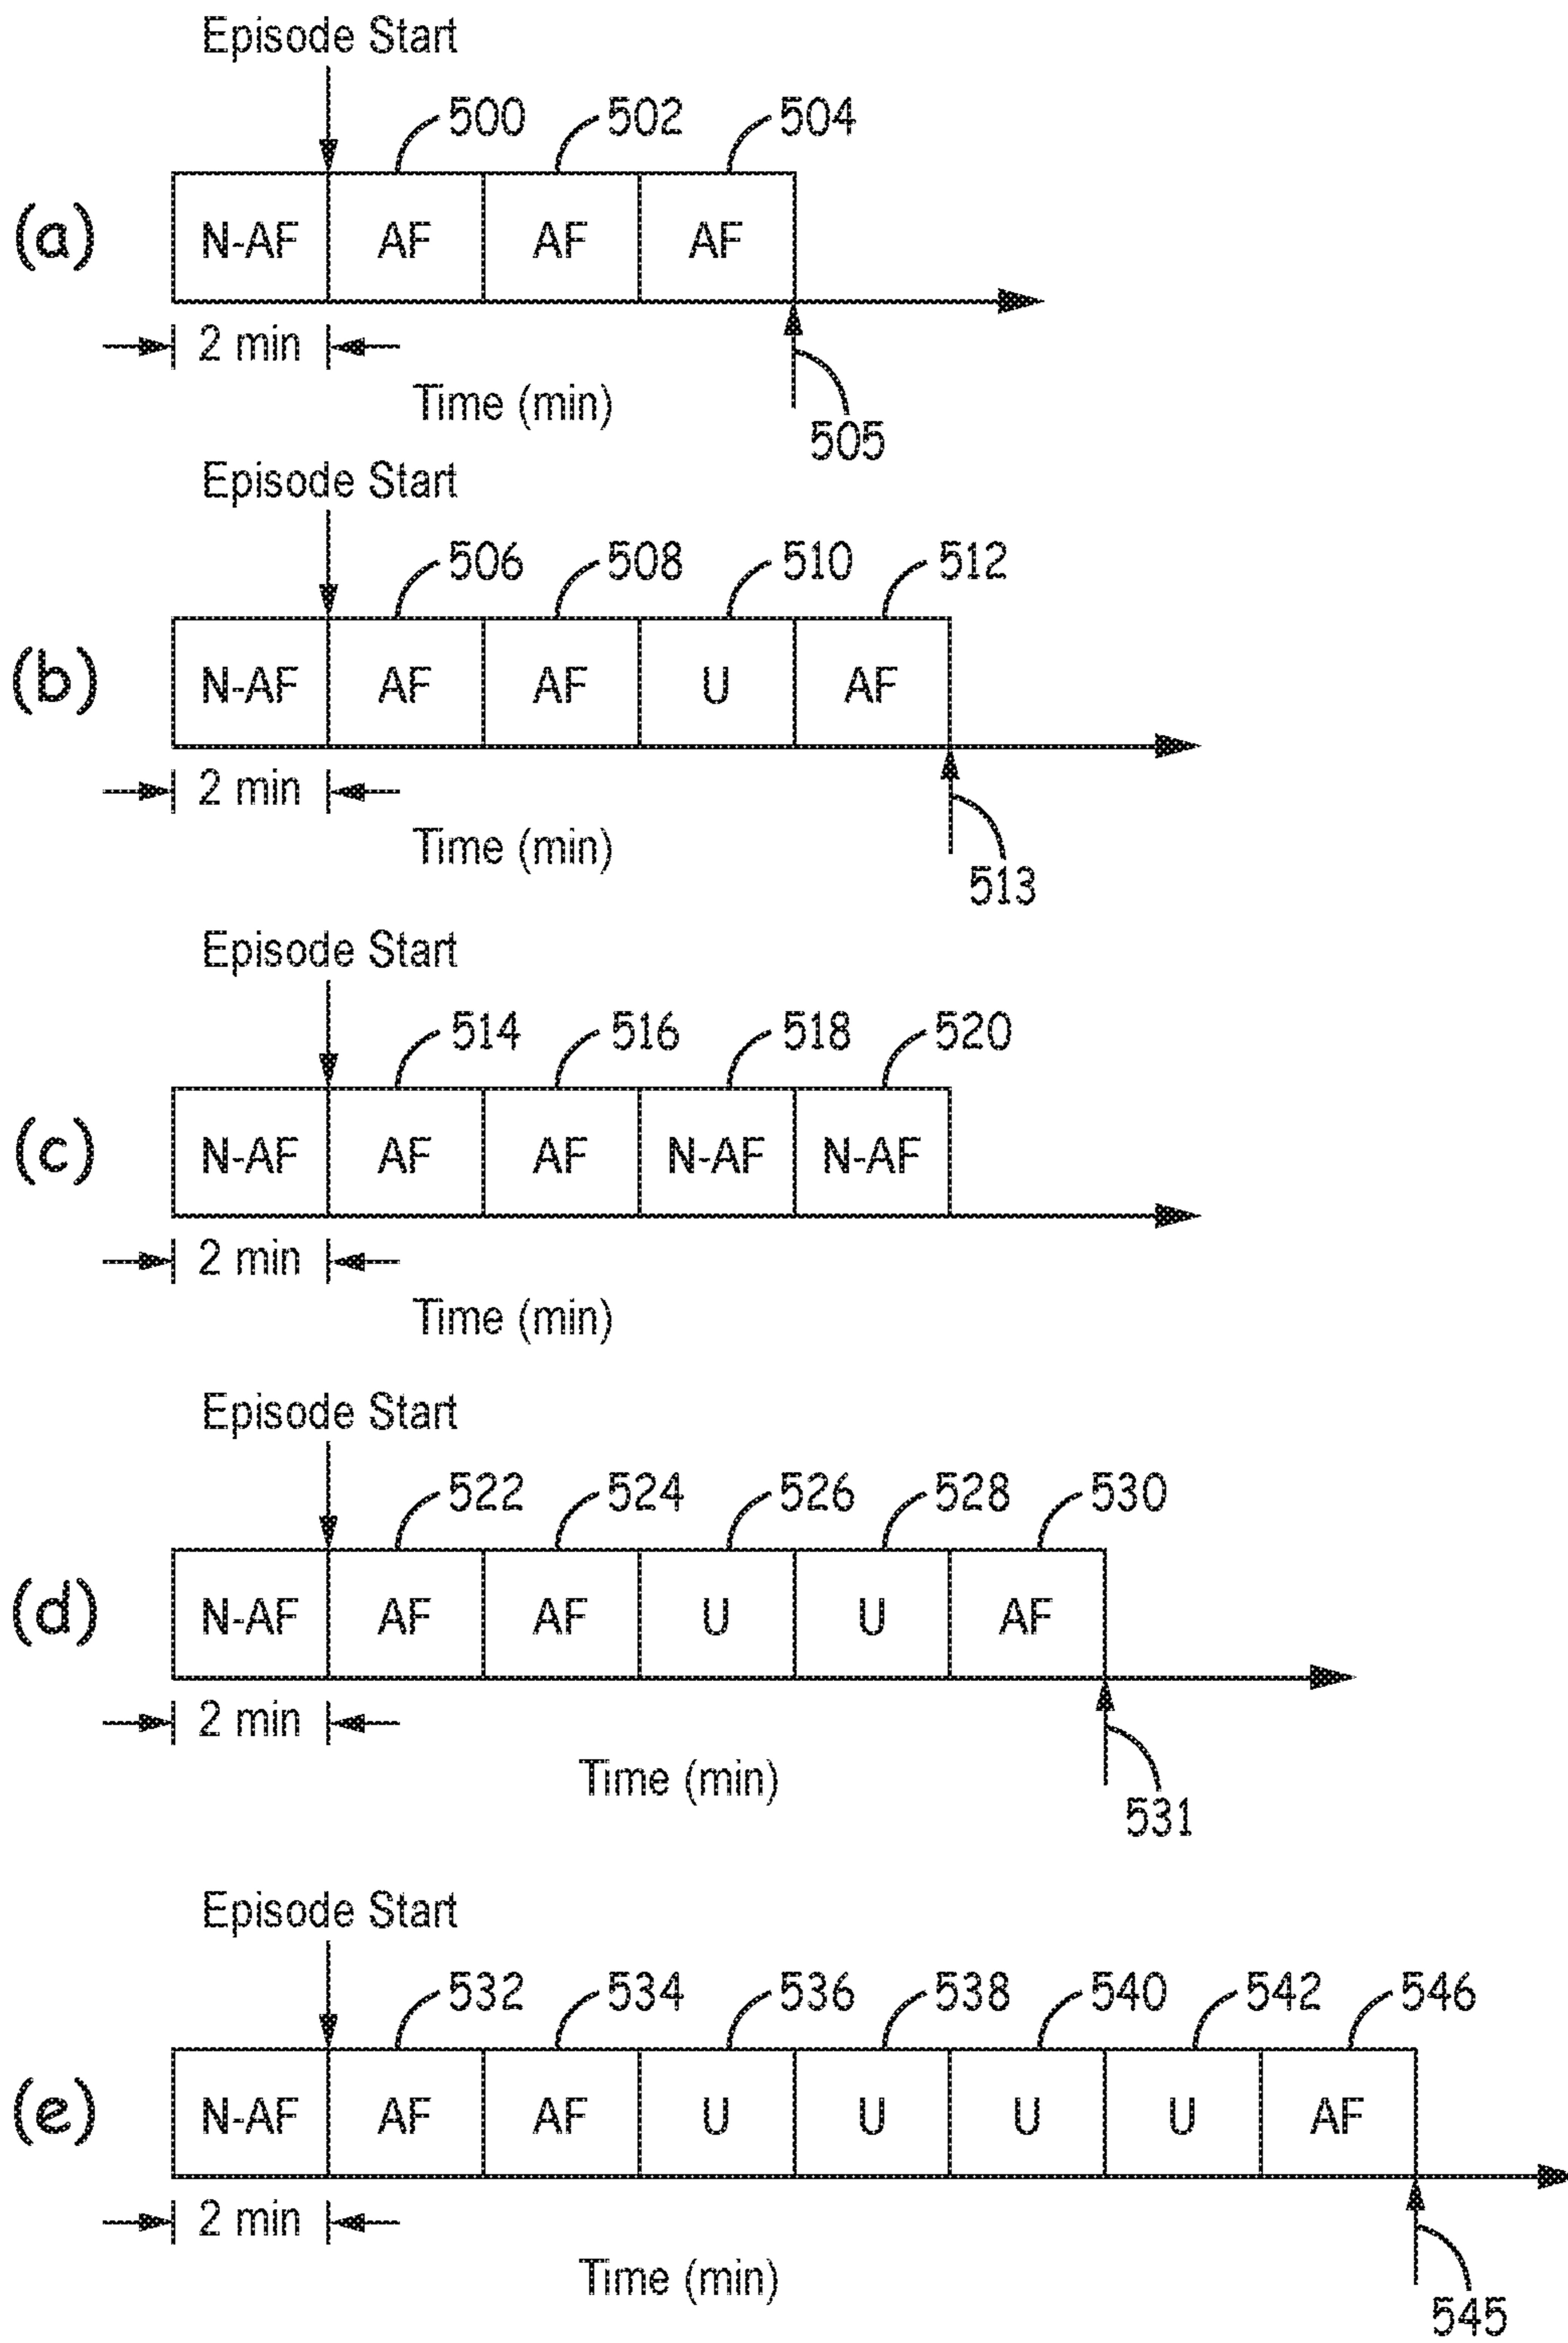 Episode Start
500 502 504
(a) N-AF AF AF AF
2 min
Time (min)
505
Episode Start
506 508 510 512
(b) N-AF AF AF U AF
2 min
Time (min)
513
Episode Start
514 516 518 520
(c) N-AF AF AF N-AF N-AF
2 min
Time (min)
Episode Start
522 524 526 528 530
(d) N-AF AF AF U U AF
2 min
Time (min)
531
Episode Start
532 534 536 538 540 542 546
(e) N-AF AF AF U U U U AF
2 min
Time (min)
545